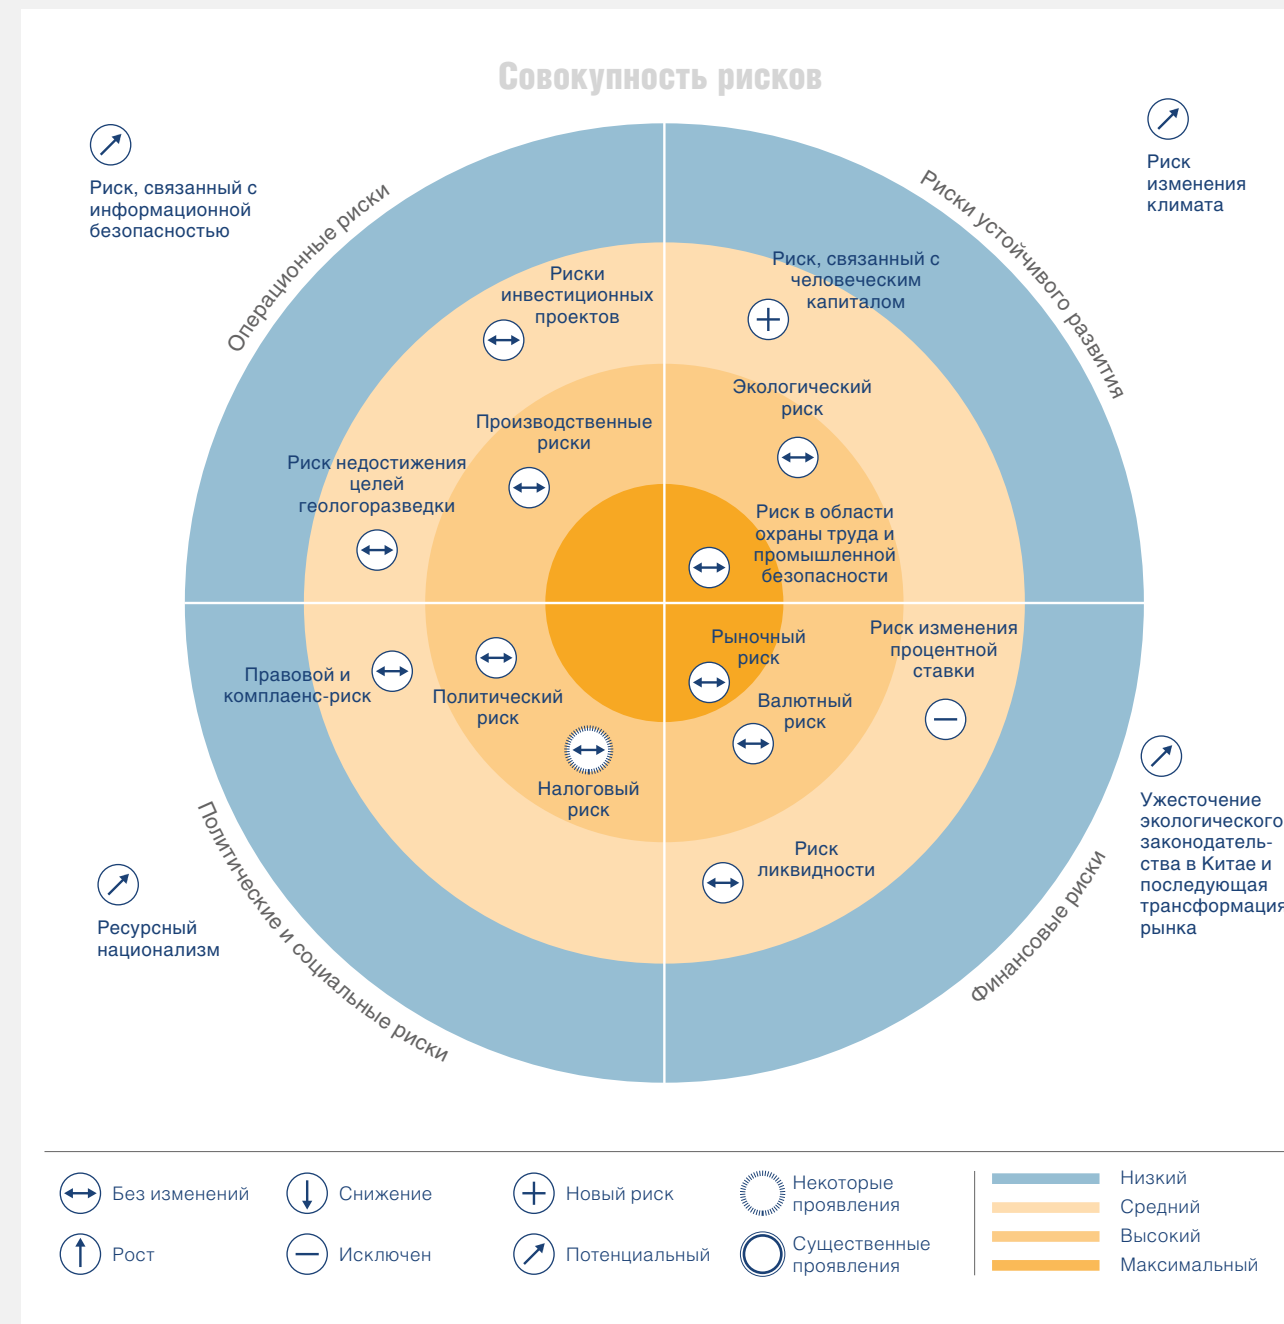 Совокупность рисков
Риск, связанный с
информационной
безопасностью
Риск
изменения
климата
Операционные риски
Риски устойчивого развития
Риски
инвестиционных
проектов
Риск, связанный с
человеческим
капиталом
Производственные
риски
Экологический
риск
Риск недостижения
целей
геологоразведки
Риск в области
охраны труда и
промышленной
безопасности
Правовой и
комплаенс-риск
Политический
риск
Налоговый
риск
Рыночный
риск
Валютный
риск
Риск изменения
процентной
ставки
Риск
ликвидности
Политические и социальные риски
Финансовые риски
Ресурсный
национализм
Ужесточение
экологического
законодатель-
ства в Китае и
последующая
трансформация
рынка
Без изменений
Снижение
Новый риск
Некоторые
проявления
Рост
Исключен
Потенциальный
Существенные
проявления
Низкий
Средний
Высокий
Максимальный